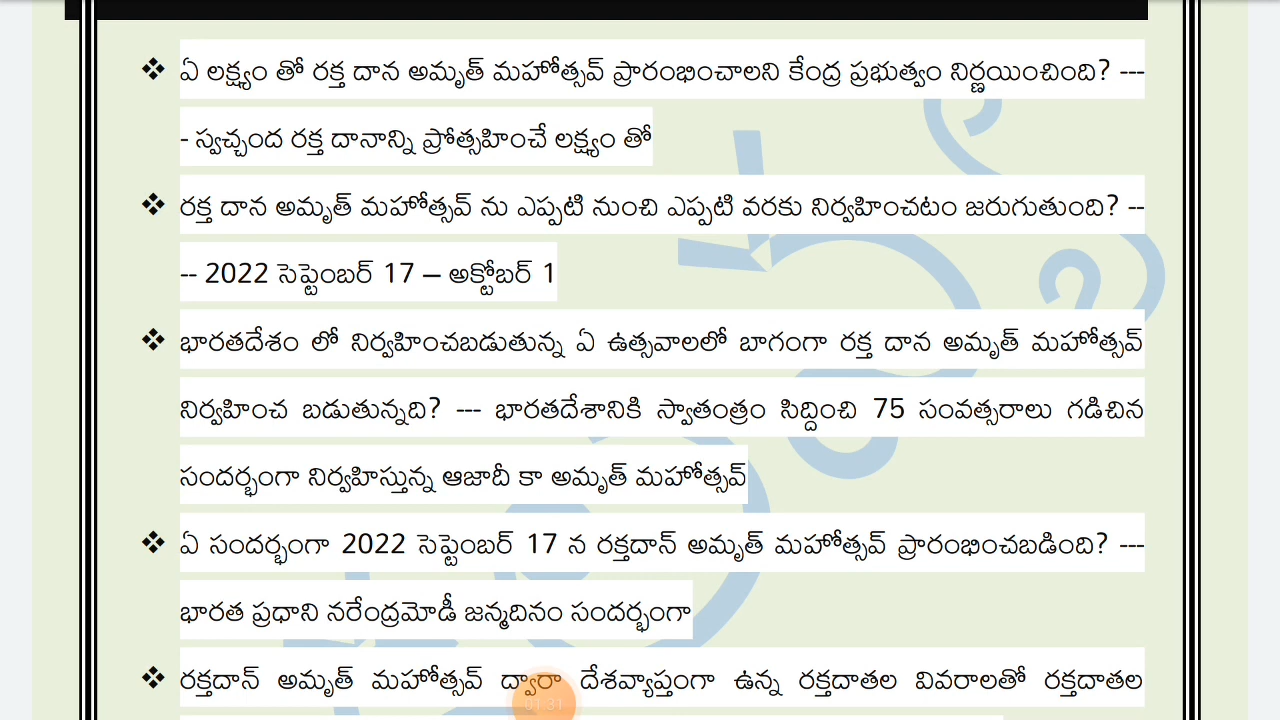 ❖ ఏ లక్ష్యం తో రక్త దాన అమృత్ మహోత్సవ్ ప్రారంభించాలని కేంద్ర ప్రభుత్వం నిర్ణయించింది? ---
- స్వచ్చంద రక్త దానాన్ని ప్రోత్సహించే లక్ష్యం తో
❖ రక్త దాన అమృత్ మహోత్సవ్ ను ఎప్పటి నుంచి ఎప్పటి వరకు నిర్వహించటం జరుగుతుంది? --
-- 2022 సెప్టెంబర్ 17 – అక్టోబర్ 1
❖ భారతదేశం లో నిర్వహించబడుతున్న ఏ ఉత్సవాలలో బాగంగా రక్త దాన అమృత్ మహోత్సవ్
నిర్వహించ బడుతున్నది? --- భారతదేశానికి స్వాతంత్రం సిద్దించి 75 సంవత్సరాలు గడిచిన
సందర్భంగా నిర్వహిస్తున్న ఆజాదీ కా అమృత్ మహోత్సవ్
❖ ఏ సందర్భంగా 2022 సెప్టెంబర్ 17 న రక్తదాన్ అమృత్ మహోత్సవ్ ప్రారంభించబడింది? ---
భారత ప్రధాని నరేంద్రమోడీ జన్మదినం సందర్భంగా
❖ రక్తదాన్ అమృత్ మహోత్సవ్ ద్వారా దేశవ్యాప్తంగా ఉన్న రక్తదాతల వివరాలతో రక్తదాతల
01:31